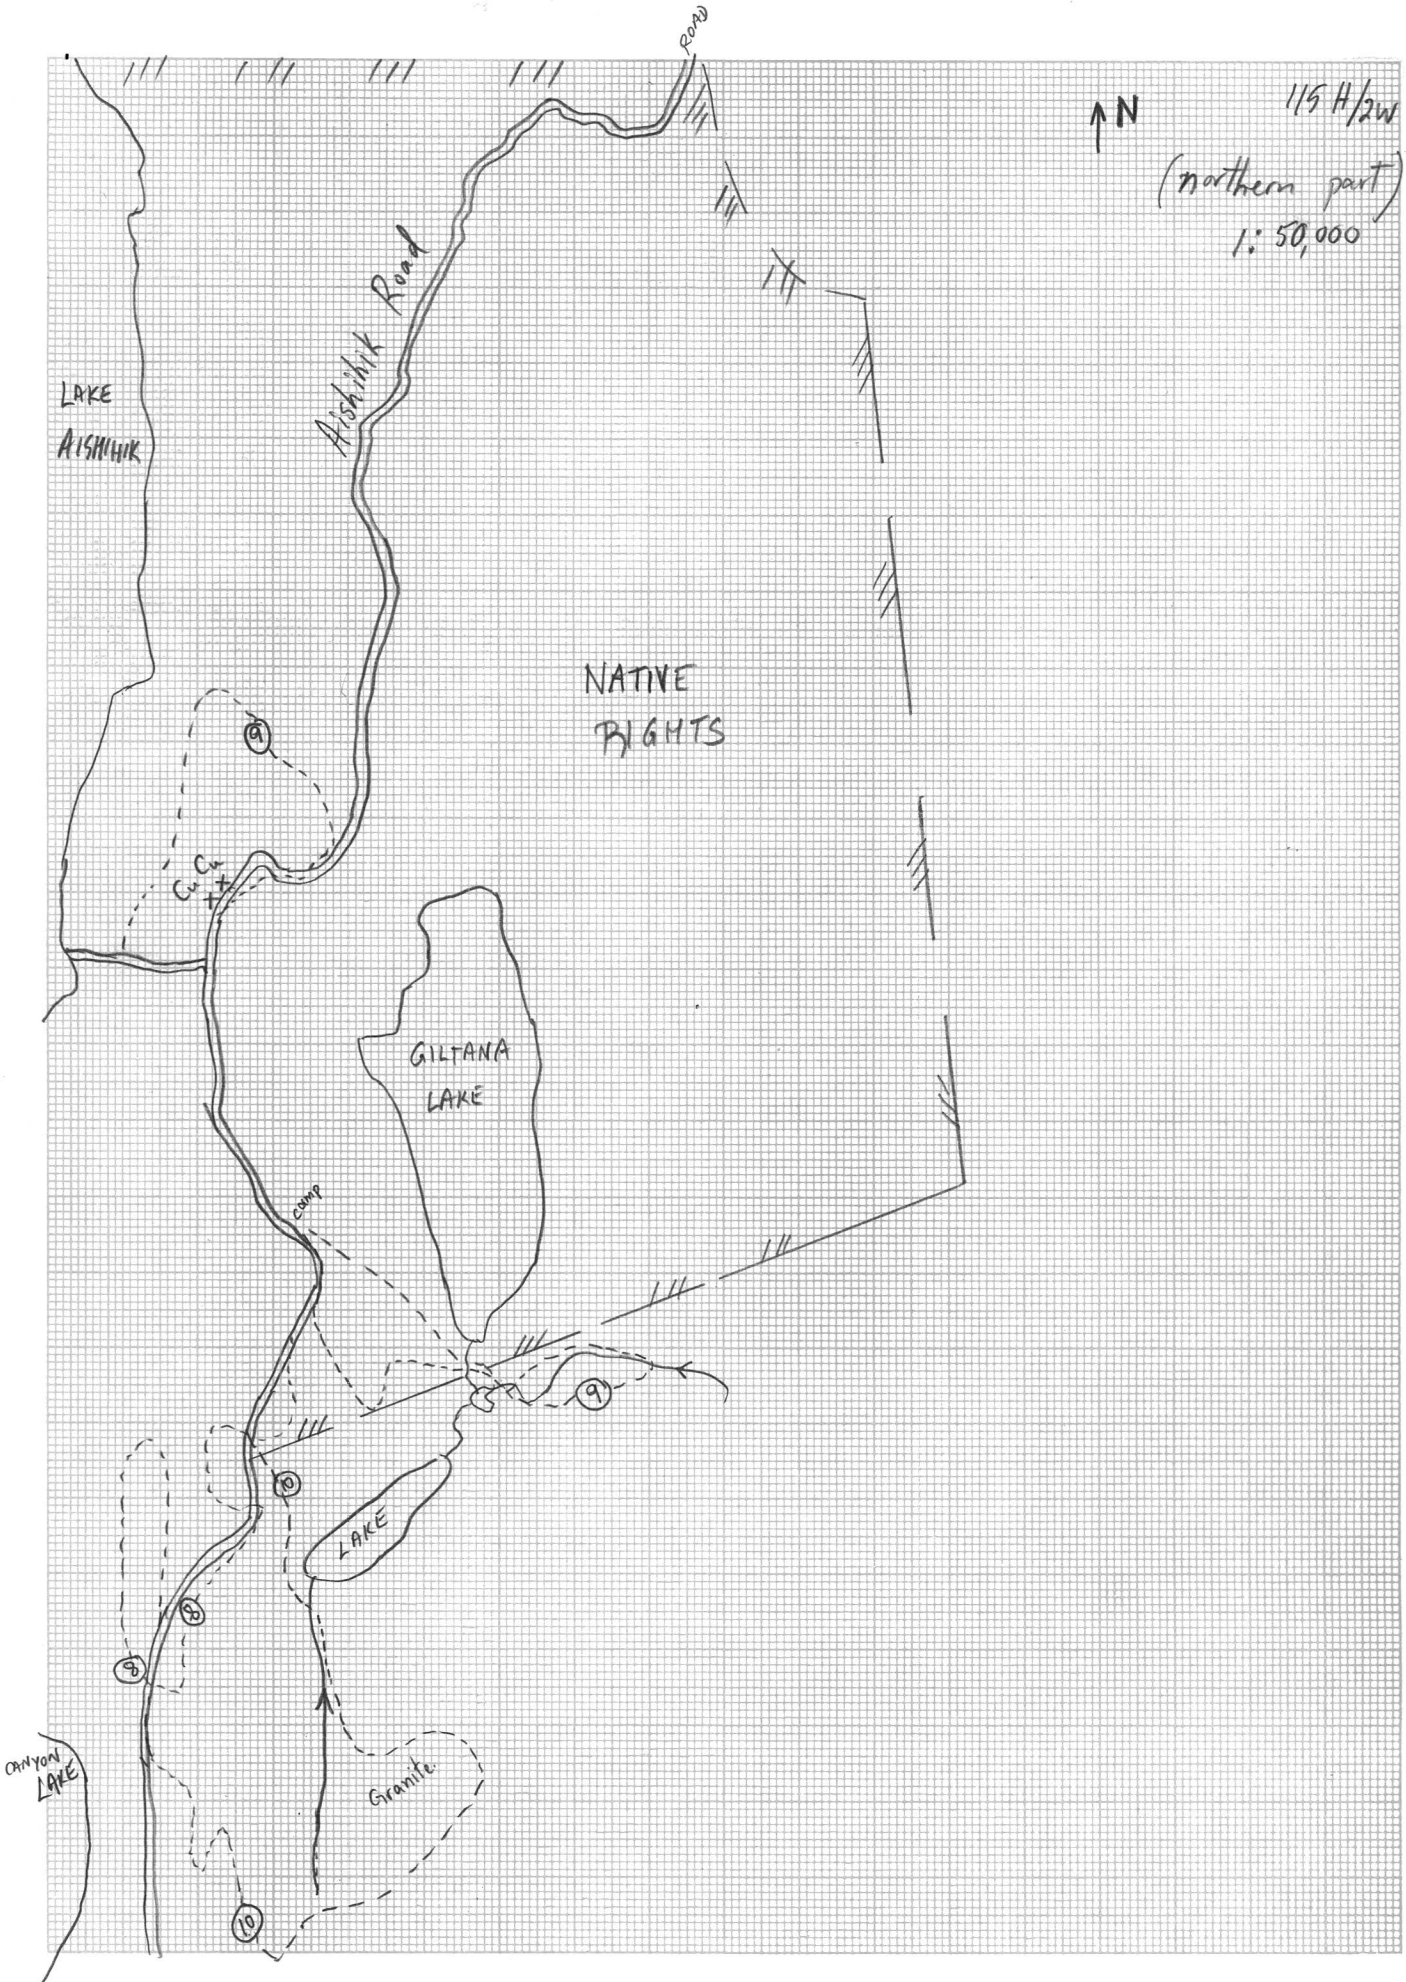 ROAD
115 H/2W
N
(northern part)
1: 50,000
Aishihik Road
LAKE
AISHIHIK
NATIVE
RIGHTS
9
Cu
Cu
GILTANA
LAKE
camp
9
10
LAKE
8
8
CANYON
LAKE
Granite
10